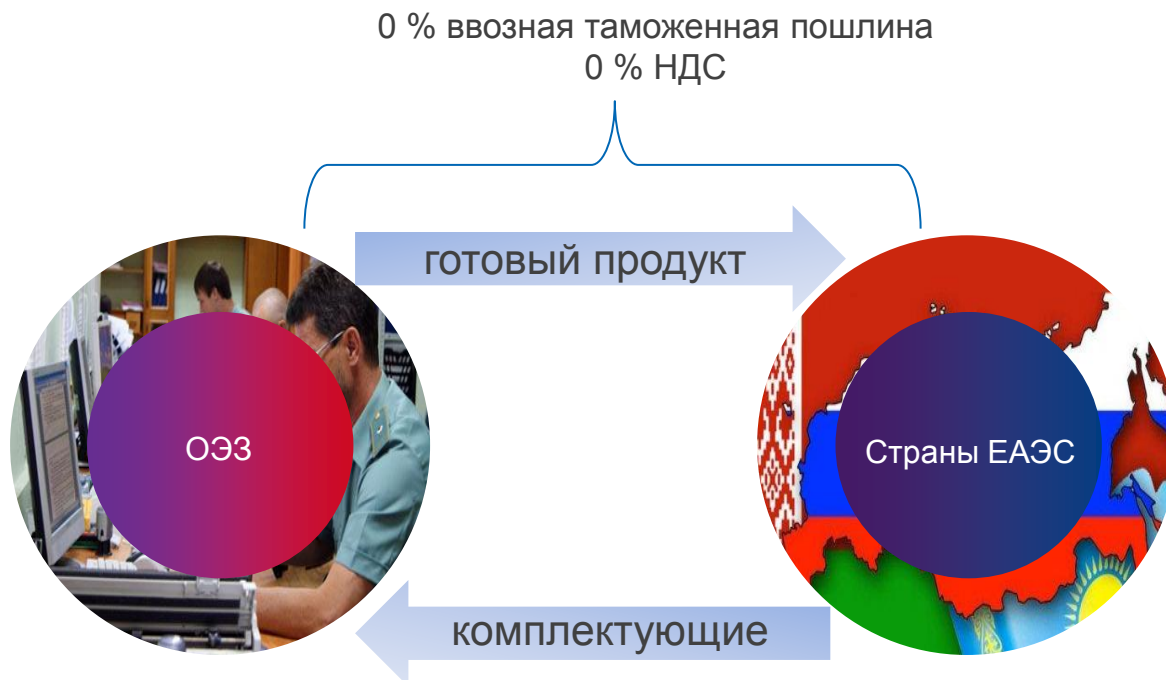 0 % ввозная таможенная пошлина
0 % НДС
готовый продукт
ОЭЗ
Страны ЕАЭС
комплектующие